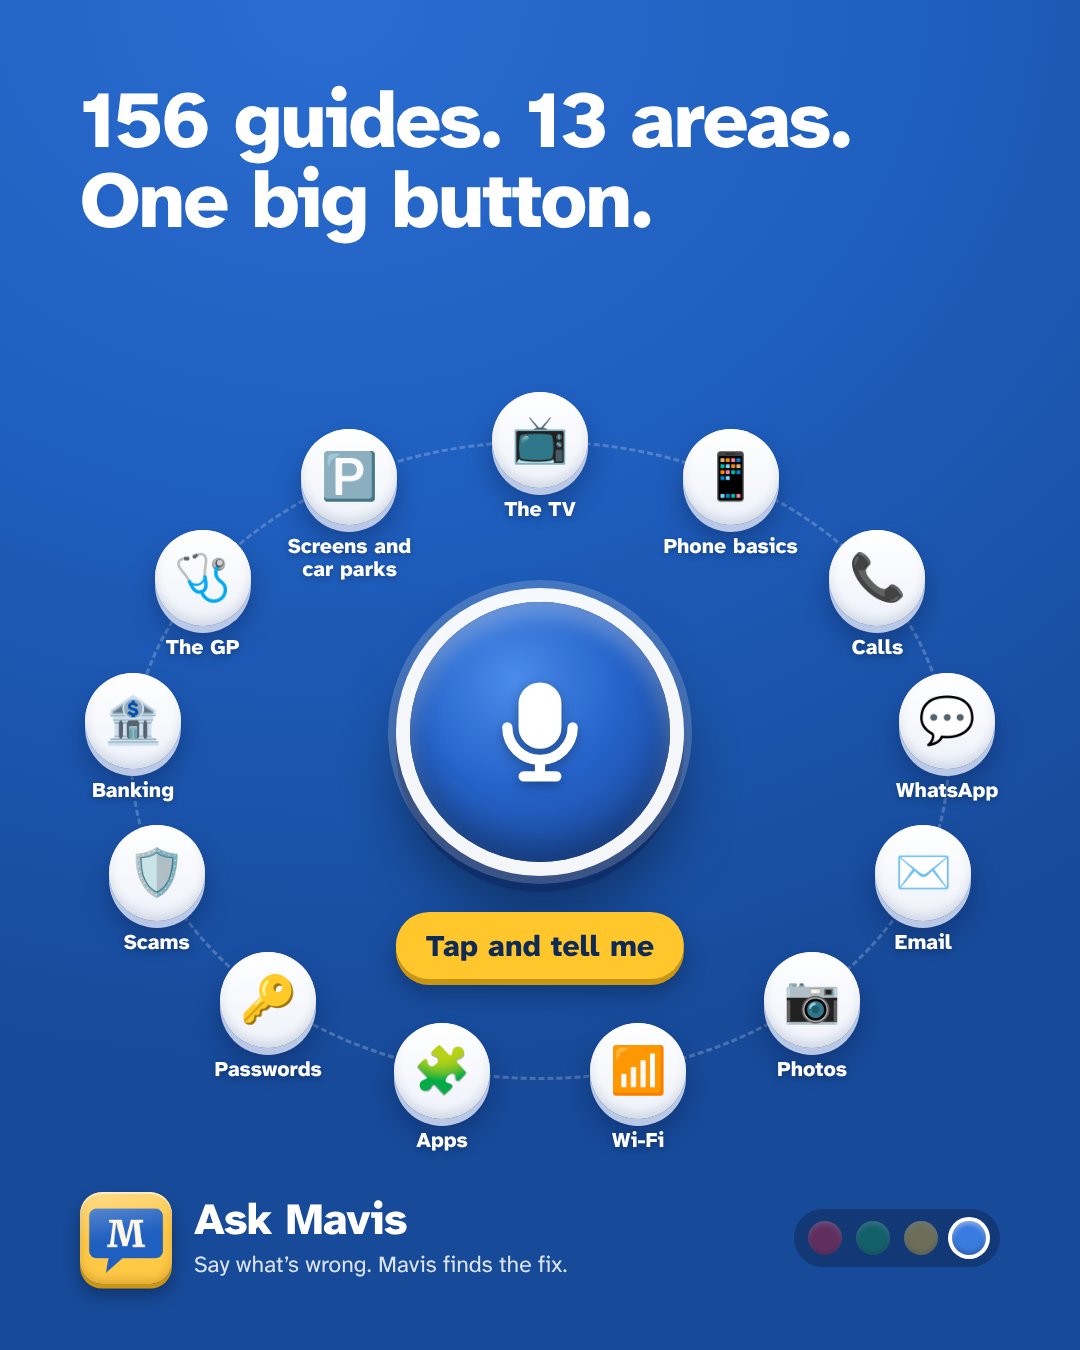 156 guides. 13 areas.
One big button.
The TV
Screens and
car parks
Phone basics
The GP
Calls
Banking
WhatsApp
Scams
Email
Tap and tell me
Passwords
Photos
Apps
Wi-Fi
M
Ask Mavis
Say what’s wrong. Mavis finds the fix.